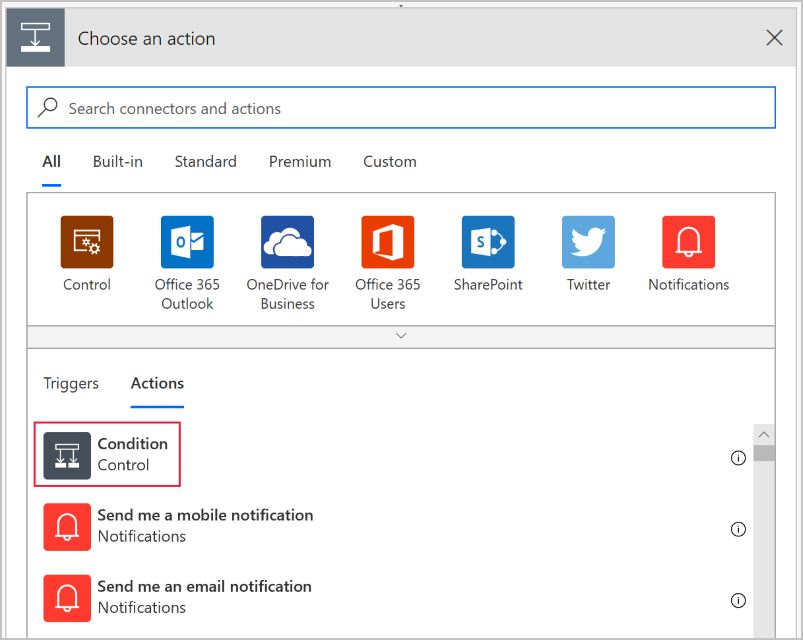 Choose an action
Search connectors and actions
All Built-in Standard Premium Custom
Control Office 365 OneDrive for Office 365 SharePoint Twitter Notifications
Outlook Business Users
Triggers Actions
Condition
Control
Send me a mobile notification
Notifications
Send me an email notification
Notifications